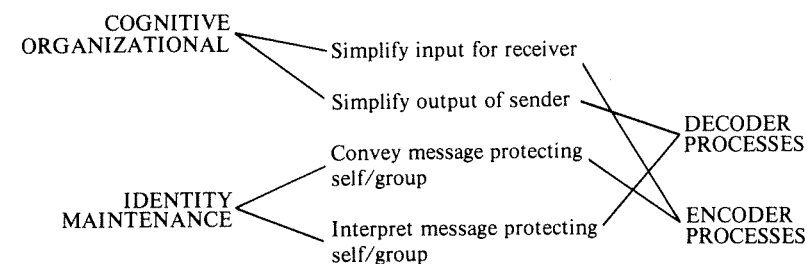 COGNITIVE
ORGANIZATIONAL
Simplify input for receiver
Simplify output of sender
Convey message protecting
self/group
IDENTITY
MAINTENANCE
Interpret message protecting
self/group
DECODER
PROCESSES
ENCODER
PROCESSES